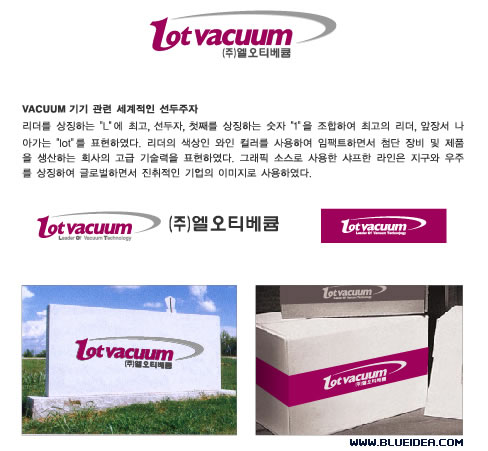 lotvacuum
(주)엘오티베큠
VACUUM 기기 관련 세계적인 선두주자
리더를 상징하는 "L"에 최고, 선두자, 첫째를 상징하는 숫자 "1"을 조합하여 최고의 리더, 앞장서 나
아가는 "lot"를 표현하였다. 리더의 색상인 와인 컬러를 사용하여 임팩트하면서 첨단 장비 및 제품
을 생산하는 회사의 고급 기술력을 표현하였다. 그래픽 소스로 사용한 샤프한 라인은 지구와 우주
를 상징하여 글로벌하면서 진취적인 기업의 이미지로 사용하였다.
lotvacuum (주)엘오티베큠
Leader Of Vacuum Technology
lotvacuum
Leader Of Vacuum Technology
lotvacuum
(주)엘오티베큠
lotvacuum
Leader Of Vacuum Technology
lotvacuum
(주)엘오티베큠
WWW.BLUEIDEA.COM